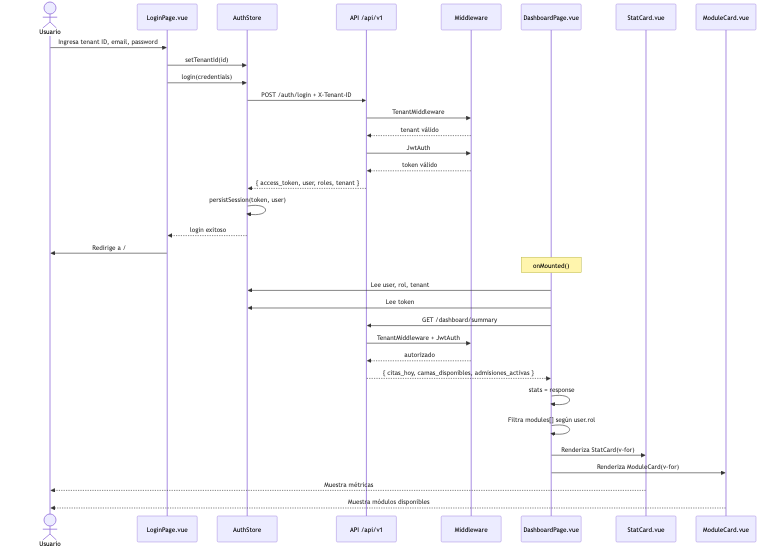 LoginPage.vue
AuthStore
API /api/v1
Middleware
DashboardPage.vue
StatCard.vue
ModuleCard.vue
Usuario
Ingresa tenant ID, email, password
setTenantId(id)
login(credentials)
POST /auth/login + X-Tenant-ID
TenantMiddleware
tenant válido
JwtAuth
token válido
{ access_token, user, roles, tenant }
persistSession(token, user)
login exitoso
Redirige a /
onMounted()
Lee user, rol, tenant
Lee token
GET /dashboard/summary
TenantMiddleware + JwtAuth
autorizado
{ citas_hoy, camas_disponibles, admisiones_activas }
stats = response
Filtra modules[] según user.rol
Renderiza StatCard(v-for)
Renderiza ModuleCard(v-for)
Muestra métricas
Muestra módulos disponibles
LoginPage.vue
AuthStore
API /api/v1
Middleware
DashboardPage.vue
StatCard.vue
ModuleCard.vue
Usuario